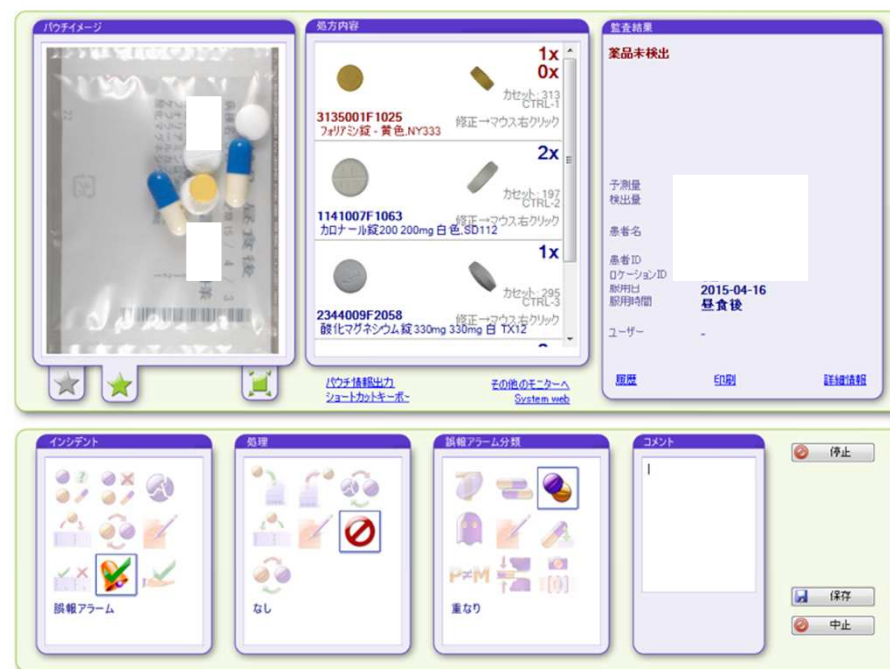 パウチイメージ
処方内容
1x
0x
カセット: 313
CTRL-1
3135001F1025
修正→マウス右クリック
フォリアミン錠 - 黄色,NY333
2x
カセット: 197
CTRL-2
1141007F1063
修正→マウス右クリック
カロナール錠200 200mg 白色,SD112
1x
カセット: 295
CTRL-3
2344009F2058
修正→マウス右クリック
酸化マグネシウム錠330mg 330mg 白 TX12
監査結果
薬品未検出
予測量
検出量
患者名
患者ID
ロケーションID
服用日
2015-04-16
服用時間
昼食後
ユーザー
-
履歴
印刷
詳細情報
パウチ情報出力
その他のモニターへ
ショートカットキーボー
System web
インシデント
誤報アラーム
処理
なし
誤報アラーム分類
P≠M
重なり
コメント
停止
保存
中止